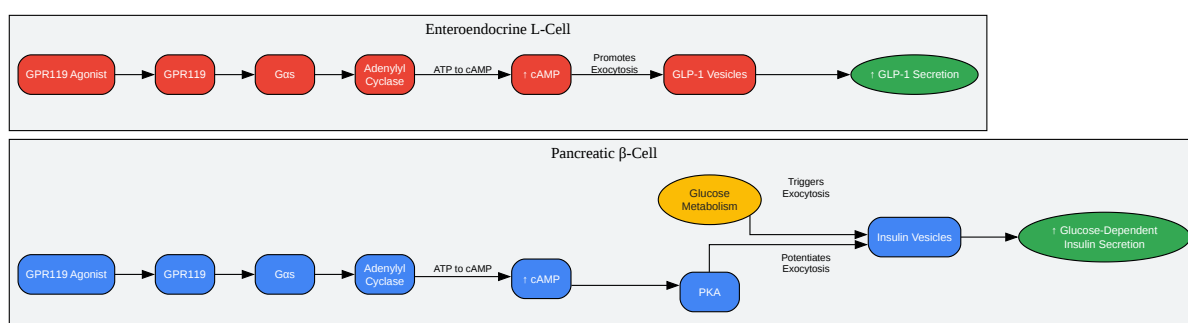 Enteroendocrine L-Cell
GPR119 Agonist
GPR119
Gαs
Adenylyl
Cyclase
ATP to cAMP
↑ cAMP
Promotes
Exocytosis
GLP-1 Vesicles
↑ GLP-1 Secretion
Pancreatic β-Cell
Glucose
Metabolism
Triggers
Exocytosis
GPR119 Agonist
GPR119
Gαs
Adenylyl
Cyclase
ATP to cAMP
↑ cAMP
PKA
Potentiates
Exocytosis
Insulin Vesicles
↑ Glucose-Dependent
Insulin Secretion